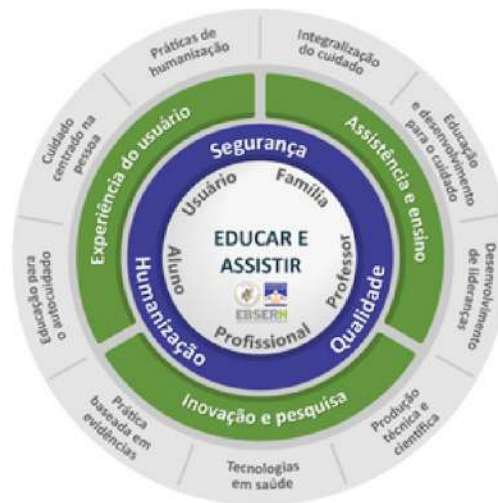 Práticas de
humanização
Integralização
do cuidado
Educação
e desenvolvimento
para o cuidado
Desenvolvimento
de lideranças
Produção
técnica e
científica
Tecnologias
em saúde
Prática
baseada em
evidências
Educação para
o autocuidado
Cuidado
centrado na
pessoa
Experiência do usuário
Assistência e ensino
Inovação e pesquisa
Segurança
Qualidade
Humanização
Usuário
Família
Professor
Profissional
Aluno
EDUCAR E
ASSISTIR
EBSERH